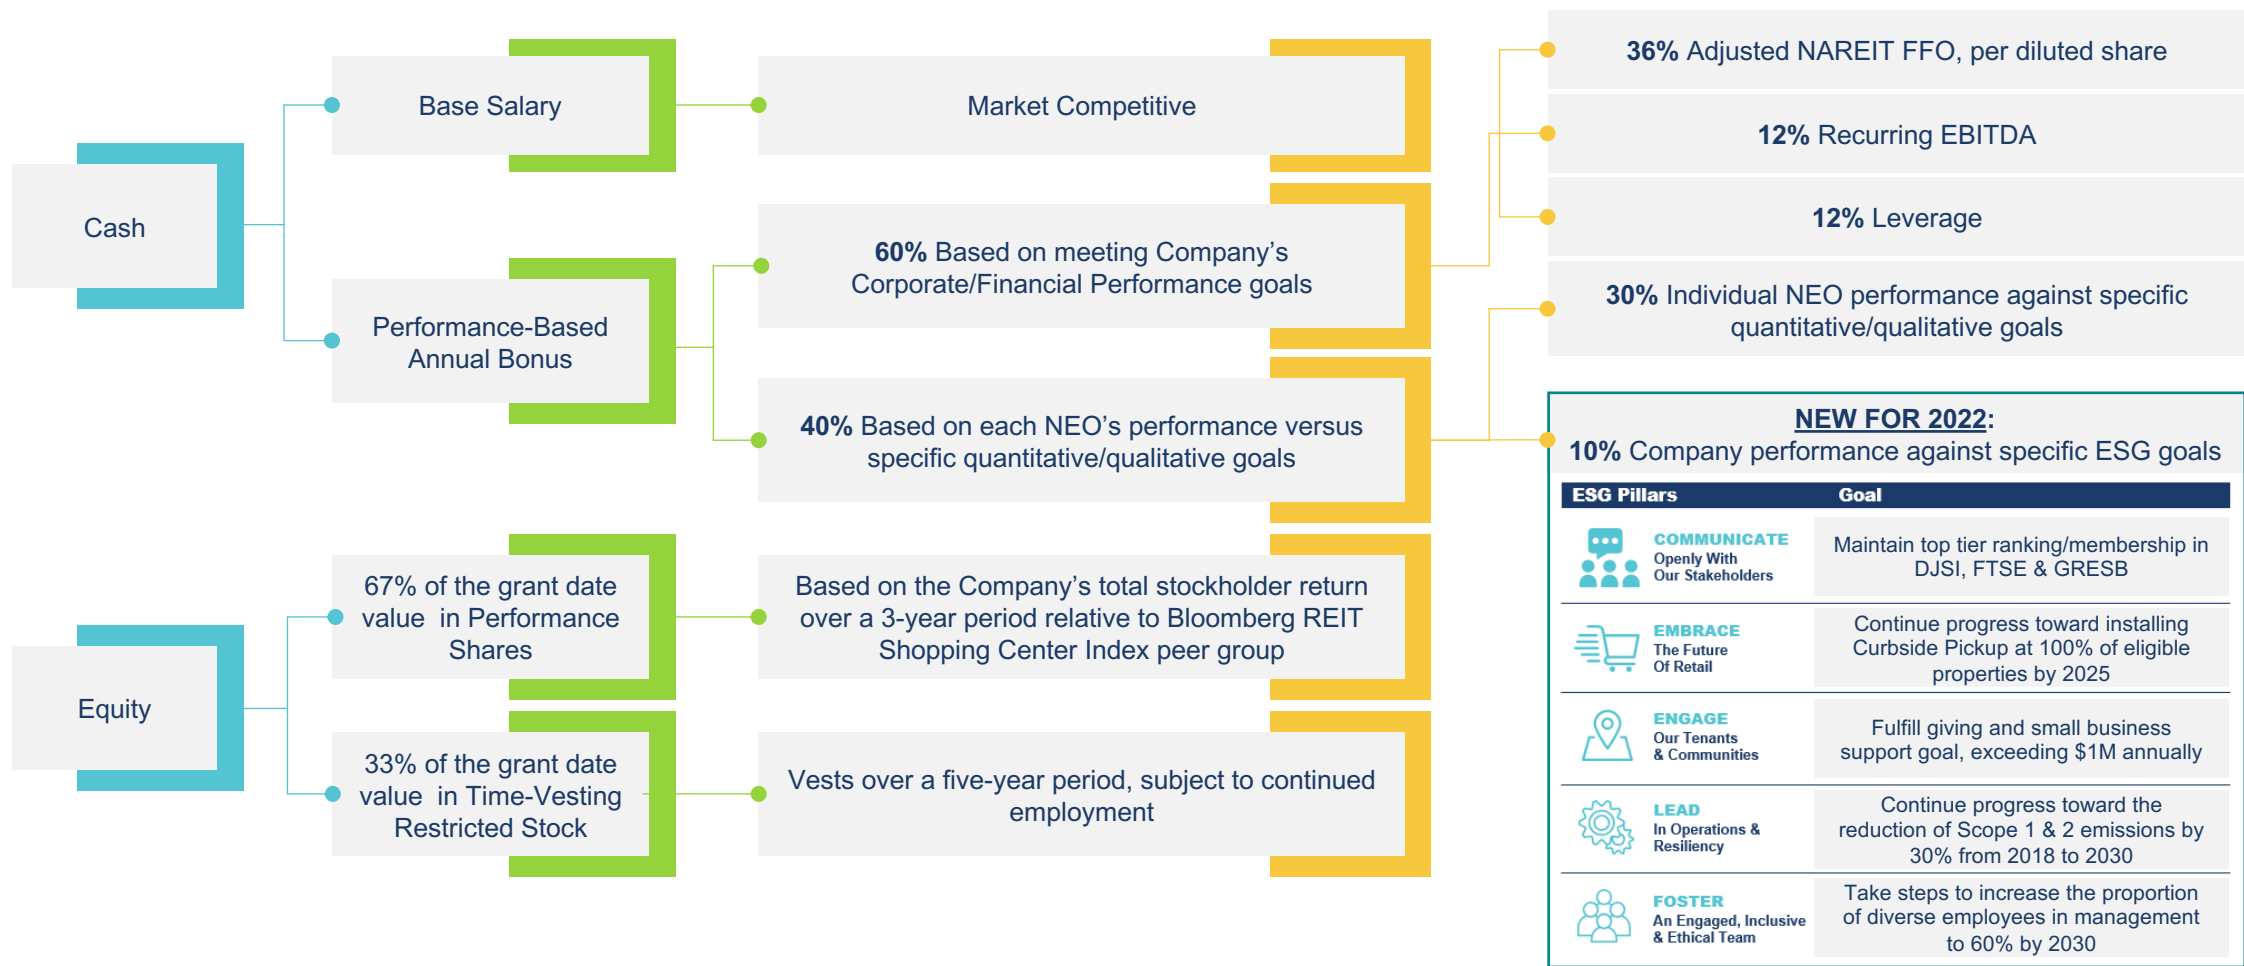 Cash
Base Salary
Market Competitive
Performance-Based
Annual Bonus
60% Based on meeting Company’s
Corporate/Financial Performance goals
36% Adjusted NAREIT FFO, per diluted share
12% Recurring EBITDA
12% Leverage
40% Based on each NEO’s performance versus
specific quantitative/qualitative goals
30% Individual NEO performance against specific
quantitative/qualitative goals
NEW FOR 2022:
10% Company performance against specific ESG goals
ESG Pillars Goal
COMMUNICATE
Openly With
Our Stakeholders
Maintain top tier ranking/membership in
DJSI, FTSE & GRESB
EMBRACE
The Future
Of Retail
Continue progress toward installing
Curbside Pickup at 100% of eligible
properties by 2025
ENGAGE
Our Tenants
& Communities
Fulfill giving and small business
support goal, exceeding $1M annually
LEAD
In Operations &
Resiliency
Continue progress toward the
reduction of Scope 1 & 2 emissions by
30% from 2018 to 2030
FOSTER
An Engaged, Inclusive
& Ethical Team
Take steps to increase the proportion
of diverse employees in management
to 60% by 2030
Equity
67% of the grant date
value in Performance
Shares
Based on the Company’s total stockholder return
over a 3-year period relative to Bloomberg REIT
Shopping Center Index peer group
33% of the grant date
value in Time-Vesting
Restricted Stock
Vests over a five-year period, subject to continued
employment